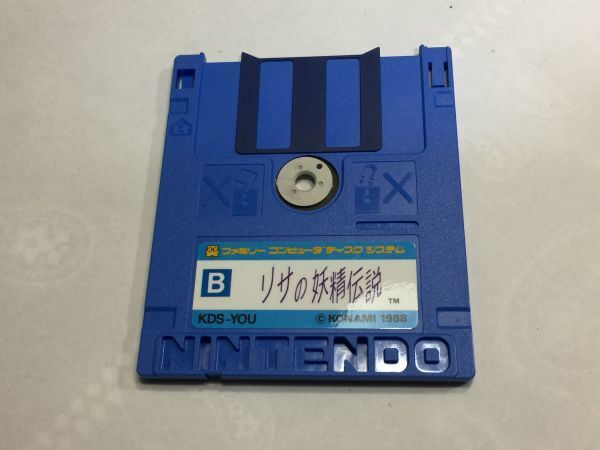 B
ファミリー コンピュータ ディスク システム
B リサの妖精伝説 ™
KDS-YOU © KONAMI 1988
NINTENDO